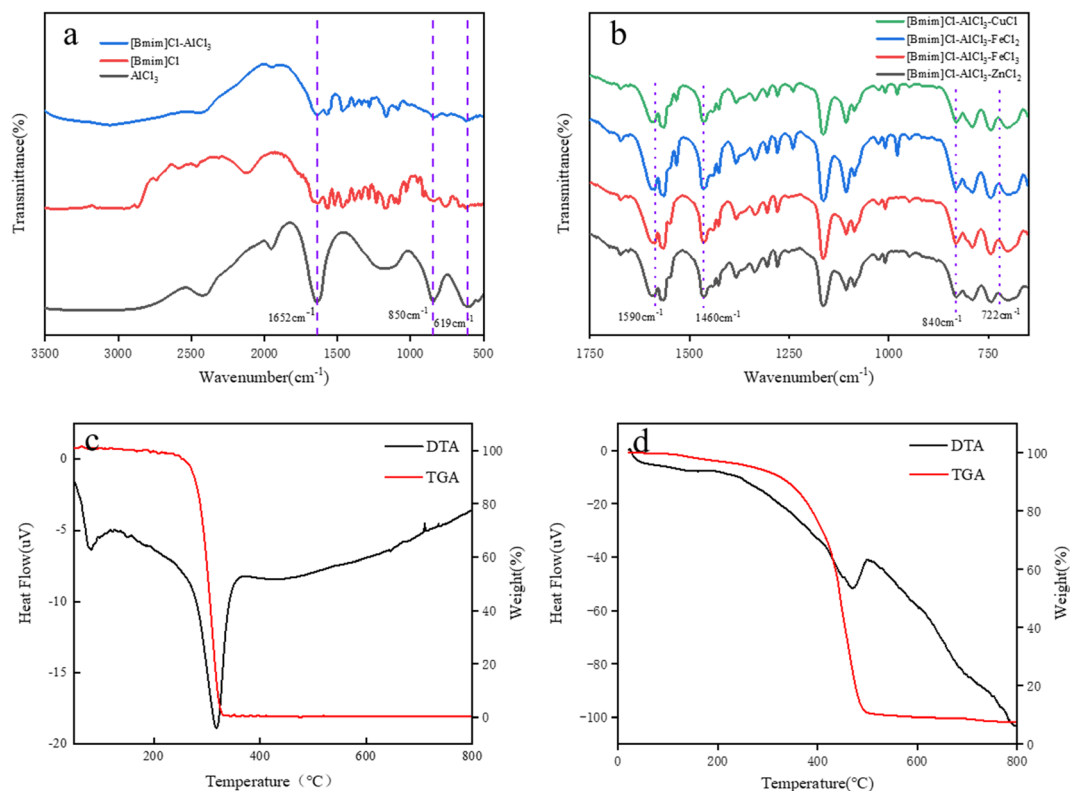 a
[Bmim]Cl-AlCl₃
[Bmim]Cl
AlCl₃
Transmittance(%)
1652cm⁻¹
850cm⁻¹
619cm⁻¹
3500 3000 2500 2000 1500 1000 500
Wavenumber(cm⁻¹)
b
[Bmim]Cl-AlCl₃-CuCl
[Bmim]Cl-AlCl₃-FeCl₂
[Bmim]Cl-AlCl₃-FeCl₃
[Bmim]Cl-AlCl₃-ZnCl₂
Transmittance(%)
1590cm⁻¹
1460cm⁻¹
840cm⁻¹
722cm⁻¹
1750 1500 1250 1000 750
Wavenumber(cm⁻¹)
c
DTA
TGA
Heat Flow(uV)
0
-5
-10
-15
-20
Weight(%)
100
80
60
40
20
0
200 400 600 800
Temperature (℃)
d
DTA
TGA
Heat Flow(uV)
0
-20
-40
-60
-80
-100
Weight(%)
100
80
60
40
20
0
0 200 400 600 800
Temperature(℃)